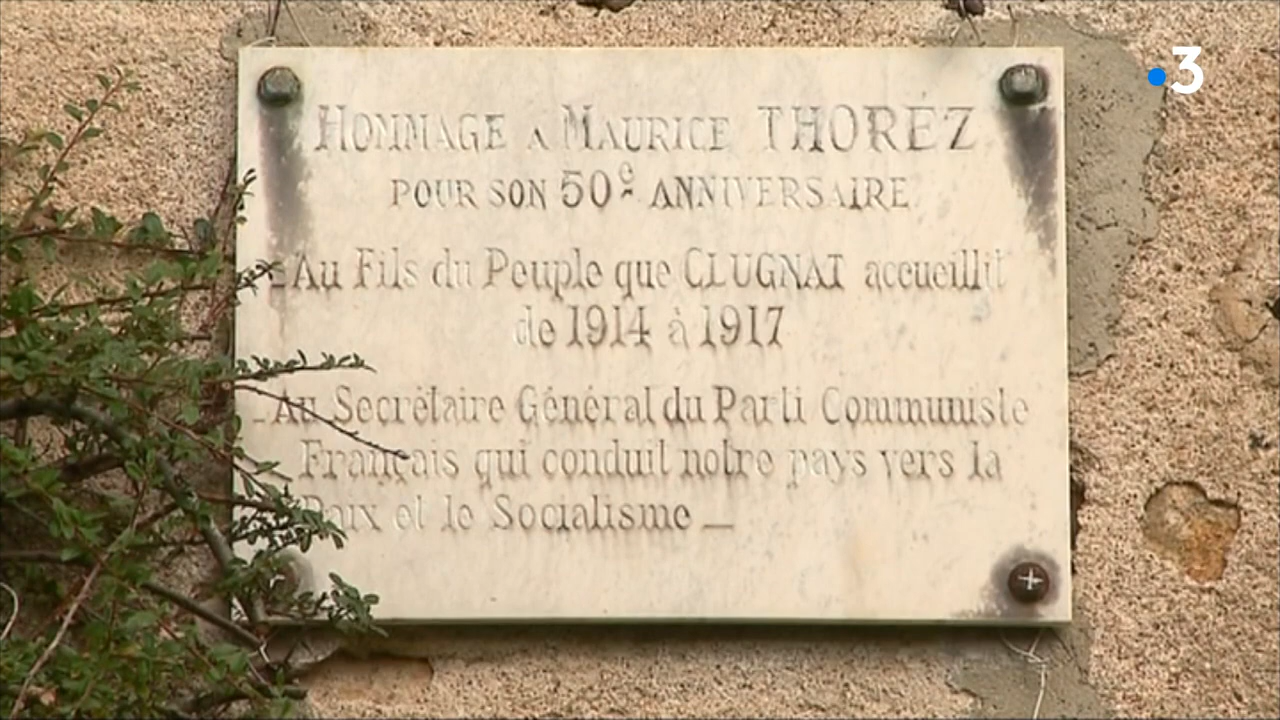 3
HOMMAGE A MAURICE THOREZ
POUR SON 50e ANNIVERSAIRE
-Au Fils du Peuple que CLUGNAT accueillit
de 1914 à 1917
-Au Secrétaire Général du Parti Communiste
Français qui conduit notre pays vers la
Paix et le Socialisme_